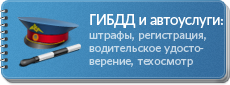 ГИБДД и автоуслуги:
штрафы, регистрация,
водительское удосто-
верение, техосмотр